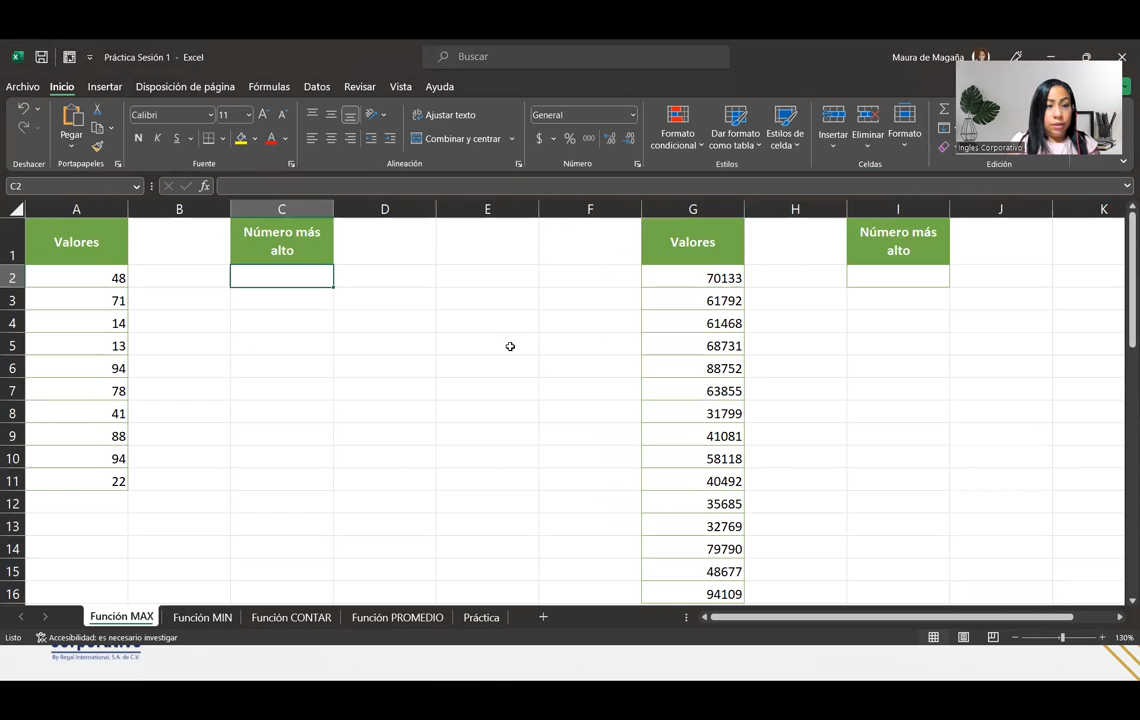 Práctica Sesión 1 - Excel
Buscar
Maura de Magaña
Archivo Inicio Insertar Disposición de página Fórmulas Datos Revisar Vista Ayuda
Calibri 11
Ajustar texto
General
Pegar
N K S
Combinar y centrar
$ % 000
Formato condicional
Dar formato como tabla
Estilos de celda
Insertar Eliminar Formato
Ingles Corporativo
Deshacer Portapapeles Fuente Alineación Número Estilos Celdas Edición
C2 fx
A B C D E F G H I J K
1 Valores Número más alto Valores Número más alto
2 48 70133
3 71 61792
4 14 61468
5 13 68731
6 94 88752
7 78 63855
8 41 31799
9 88 41081
10 94 58118
11 22 40492
12 35685
13 32769
14 79790
15 48677
16 94109
Función MAX Función MIN Función CONTAR Función PROMEDIO Práctica
Listo Accesibilidad: es necesario investigar 130%
By Regal International, S.A. de C.V.